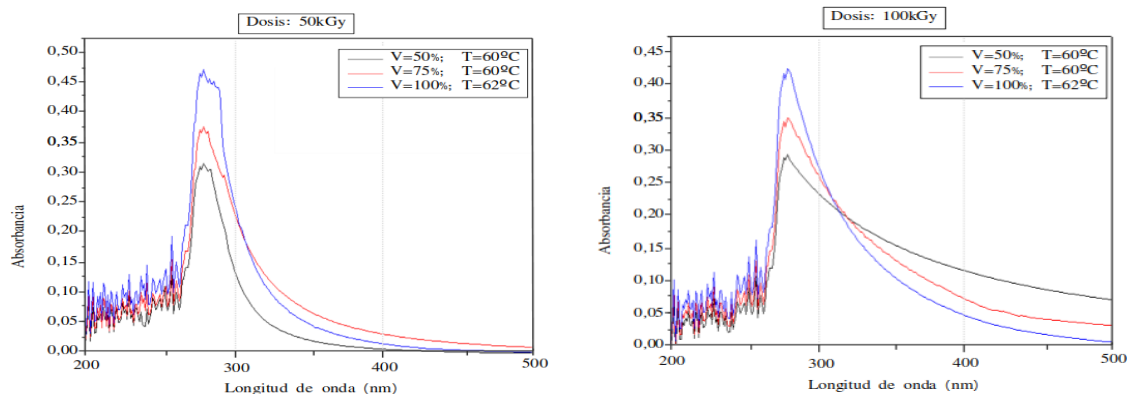 Dosis: 50kGy
0,50
0,45
0,40
0,35
0,30
0,25
0,20
0,15
0,10
0,05
0,00
Absorbancia
V=50%; T=60ºC
V=75%; T=60ºC
V=100%; T=62ºC
200
300
400
500
Longitud de onda (nm)
Dosis: 100kGy
0,45
0,40
0,35
0,30
0,25
0,20
0,15
0,10
0,05
0,00
Absorbancia
V=50%; T=60ºC
V=75%; T=60ºC
V=100%; T=62ºC
200
300
400
500
Longitud de onda (nm)